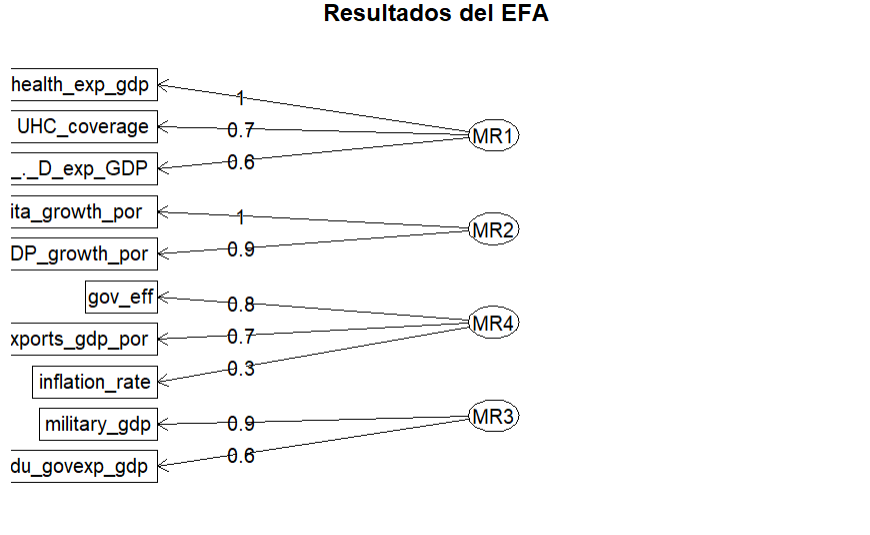 Resultados del EFA
health_exp_gdp
1
UHC_coverage
0.7
MR1
_._D_exp_GDP
0.6
ita_growth_por
1
MR2
DP_growth_por
0.9
gov_eff
0.8
MR4
xports_gdp_por
0.7
inflation_rate
0.3
military_gdp
0.9
MR3
du_govexp_gdp
0.6